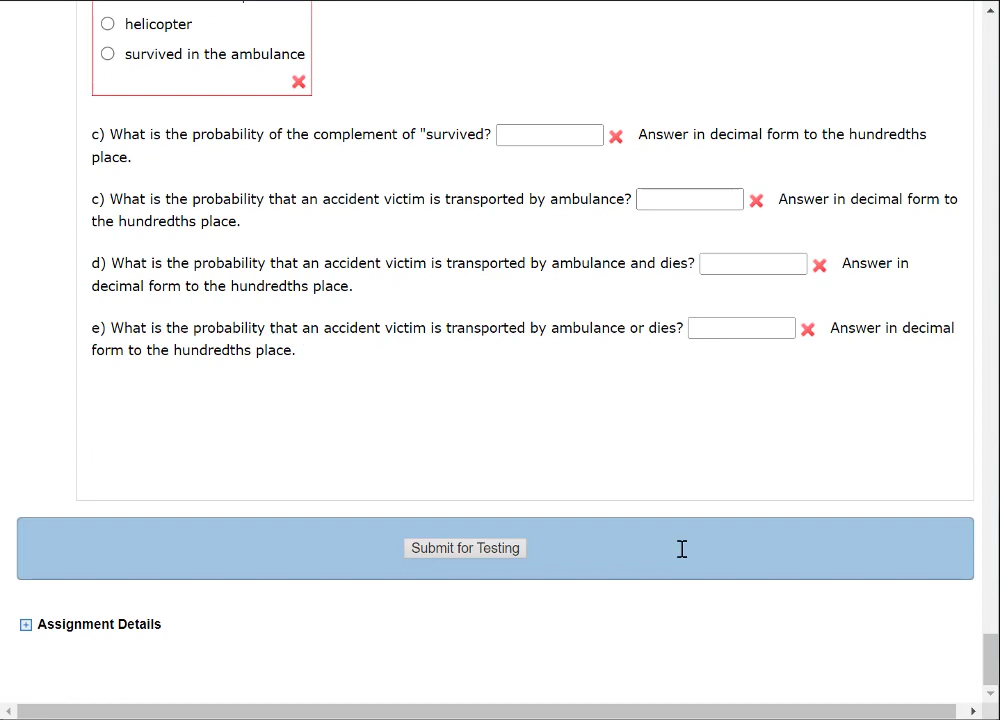 helicopter
survived in the ambulance
c) What is the probability of the complement of "survived? Answer in decimal form to the hundredths
place.
c) What is the probability that an accident victim is transported by ambulance? Answer in decimal form to
the hundredths place.
d) What is the probability that an accident victim is transported by ambulance and dies? Answer in
decimal form to the hundredths place.
e) What is the probability that an accident victim is transported by ambulance or dies? Answer in decimal
form to the hundredths place.
Submit for Testing
Assignment Details